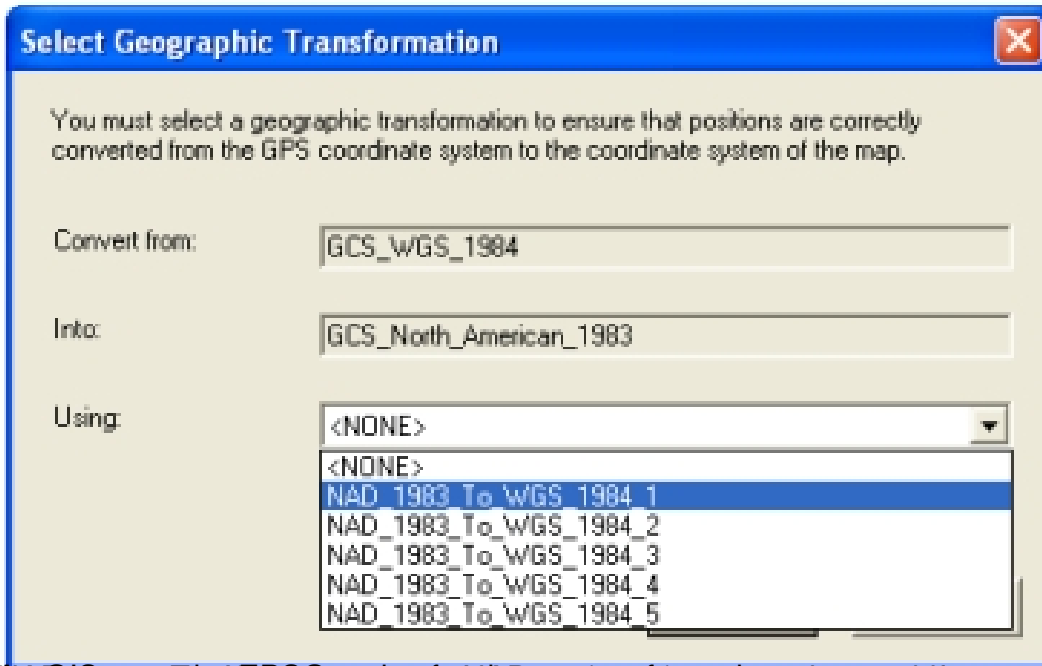 Select Geographic Transformation
You must select a geographic transformation to ensure that positions are correctly
converted from the GPS coordinate system to the coordinate system of the map.
Convert from:
GCS_WGS_1984
Into:
GCS_North_American_1983
Using:
<NONE>
<NONE>
NAD_1983_To_WGS_1984_1
NAD_1983_To_WGS_1984_2
NAD_1983_To_WGS_1984_3
NAD_1983_To_WGS_1984_4
NAD_1983_To_WGS_1984_5